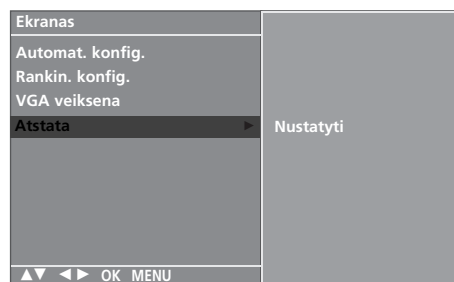 Ekranas
Automat. konfig.
Rankin. konfig.
VGA veiksena
Atstata ►
Nustatyti
▲▼ ◄► OK MENU